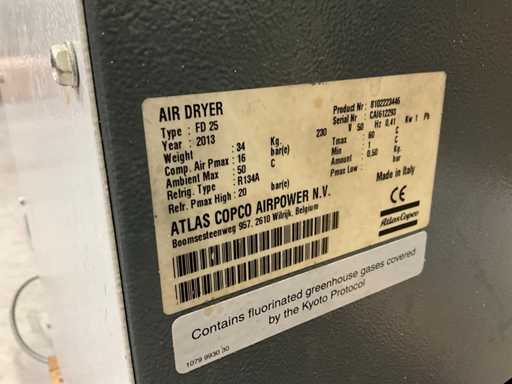 AIR DRYER
Type : FD 25
Year : 2013
Weight : 34 Kg.
Comp. Air Pmax : 16 bar(e)
Ambient Max : 50 C
Refrig. Type : R134A
Refr. Pmax High : 20 bar(e)
Product Nr : 8102223446
Serial Nr : CAI612293
230 V 50 Hz 0,41 Kw 1 Ph
Tmax : 60 C
Tmin : 1 C
Amount : 0,50 Kg.
Pmax Low : bar(e)
Made in Italy
ATLAS COPCO AIRPOWER N.V.
Boomsesteenweg 957, 2610 Wilrijk, Belgium
CE
Atlas Copco
Contains fluorinated greenhouse gases covered
by the Kyoto Protocol
1079 9930 30